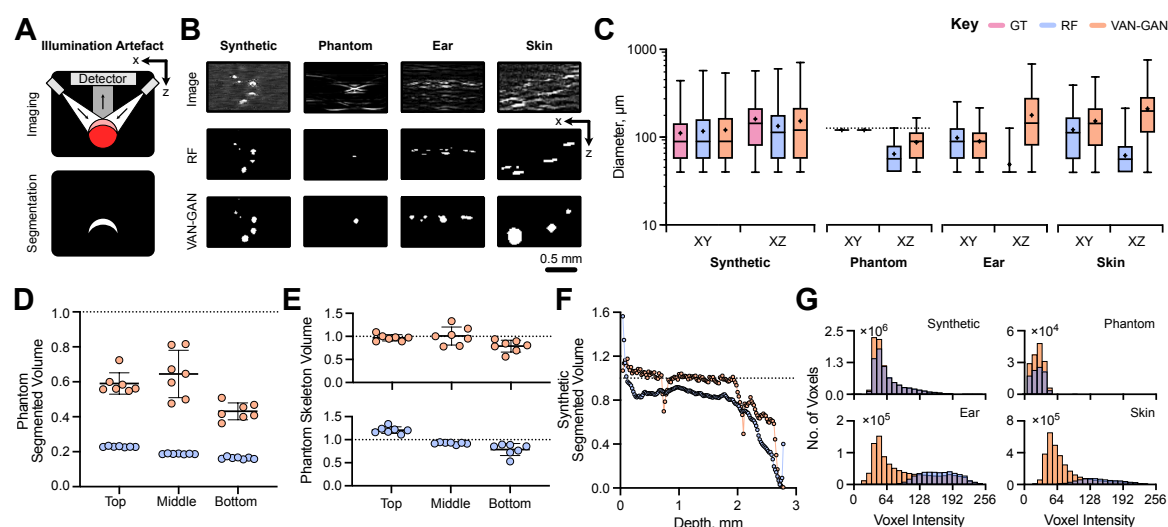 A
Illumination Artefact
x
z
Imaging
Detector
Segmentation
B
Synthetic
Phantom
Ear
Skin
Image
RF
VAN-GAN
x
z
0.5 mm
C
Key
GT
RF
VAN-GAN
Diameter, µm
1000
100
10
XY
XZ
XY
XZ
XY
XZ
XY
XZ
Synthetic
Phantom
Ear
Skin
D
Phantom
Segmented Volume
1.0
0.8
0.6
0.4
0.2
0.0
Top
Middle
Bottom
E
Phantom Skeleton Volume
1.5
1.0
0.5
0.0
1.5
1.0
0.5
0.0
Top
Middle
Bottom
F
Synthetic
Segmented Volume
1.6
1.2
0.8
0.4
0.0
0
1
2
3
Depth, mm
G
No. of Voxels
Synthetic
×10⁶
2.5
1.5
0.0
Phantom
×10⁴
6
3
0
Ear
×10⁵
2
1
0
0
64
128
192
256
Voxel Intensity
Skin
×10⁵
8
4
0
0
64
128
192
256
Voxel Intensity